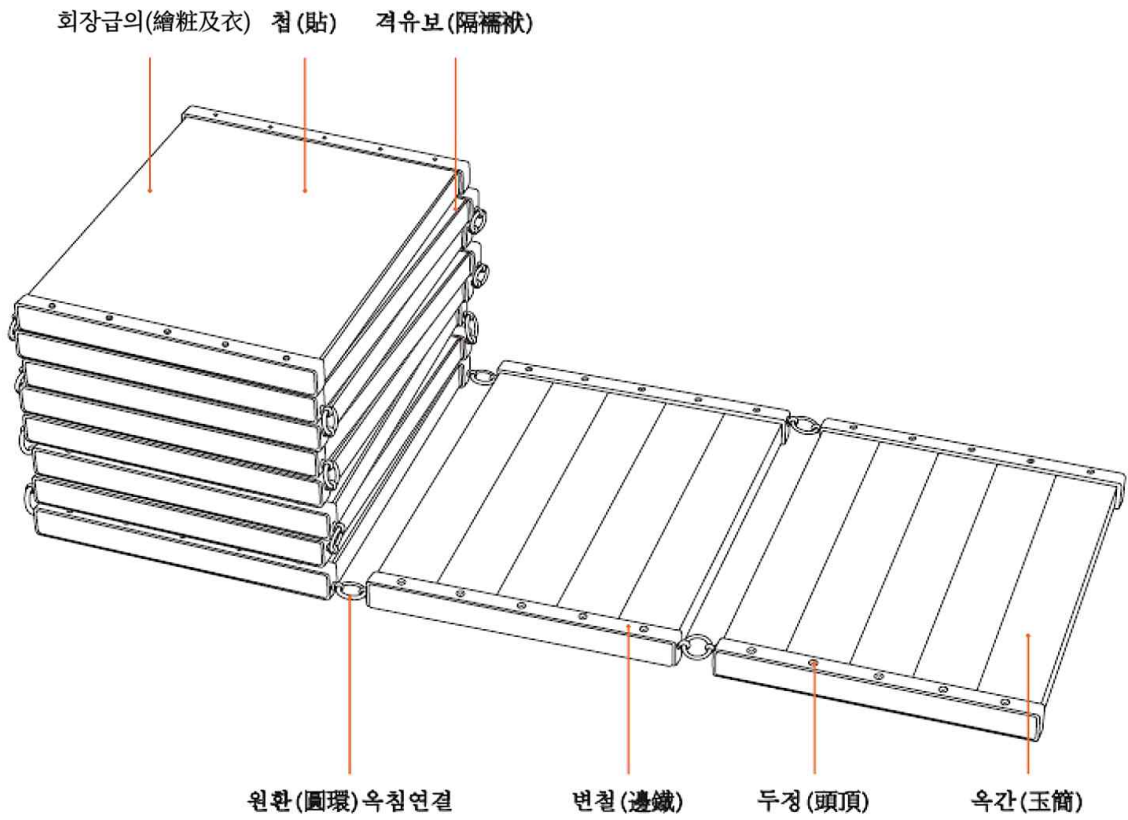 회장급의(繪粧及衣) 첩(貼) 격유보(隔襦袱)
원환(圓環)옥첨연결 변철(邊鐵) 두정(頭頂) 옥간(玉簡)